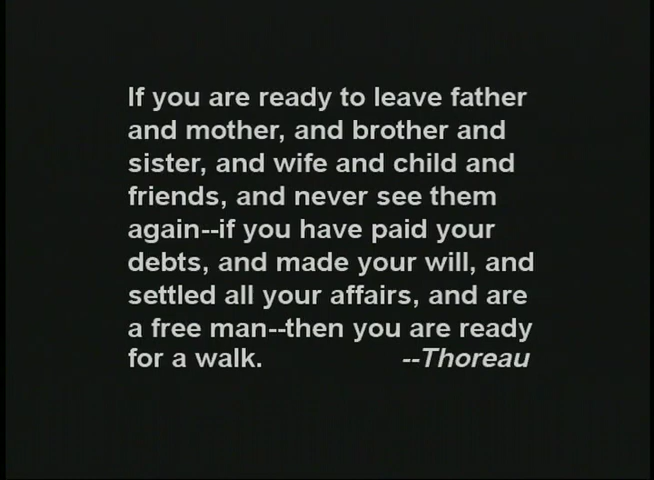 If you are ready to leave father
and mother, and brother and
sister, and wife and child and
friends, and never see them
again--if you have paid your
debts, and made your will, and
settled all your affairs, and are
a free man--then you are ready
for a walk. --Thoreau